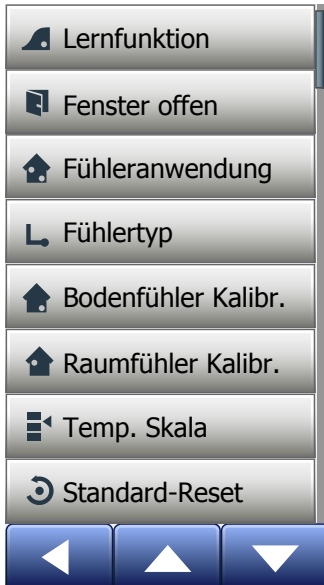 Lernfunktion
Fenster offen
Fühleranwendung
Fühlertyp
Bodenfühler Kalibr.
Raumfühler Kalibr.
Temp. Skala
Standard-Reset